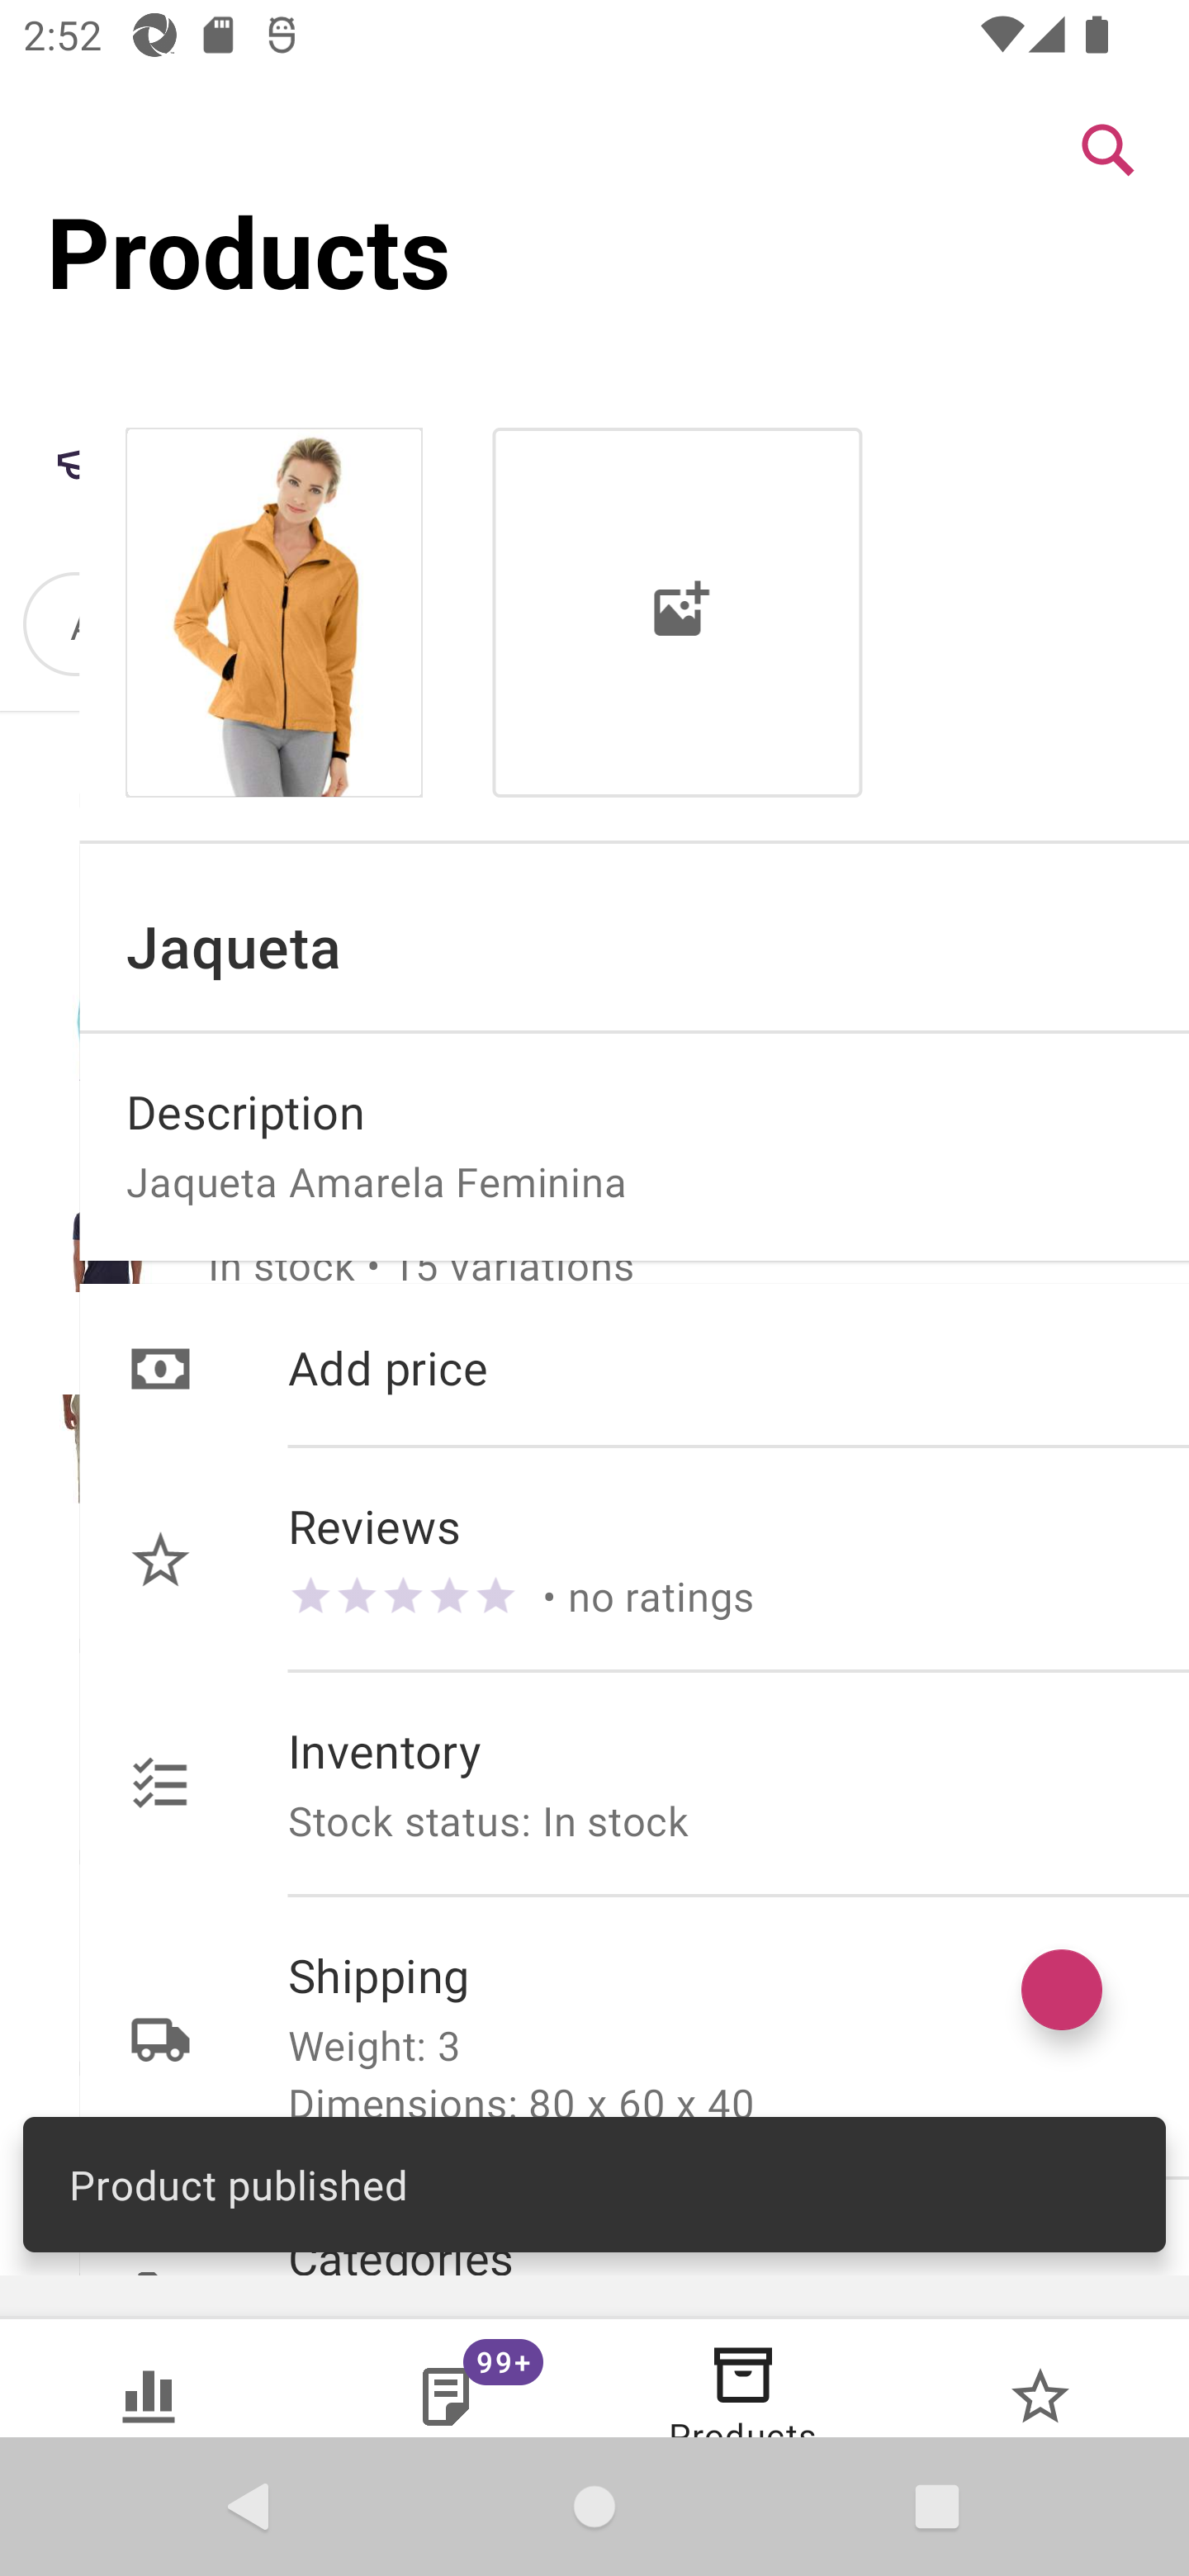 2:52
Products
Jaqueta
Description
Jaqueta Amarela Feminina
In stock • 15 variations
Add price
Reviews
• no ratings
Inventory
Stock status: In stock
Shipping
Weight: 3
Dimensions: 80 x 60 x 40
Product published
Categories
99+
Products